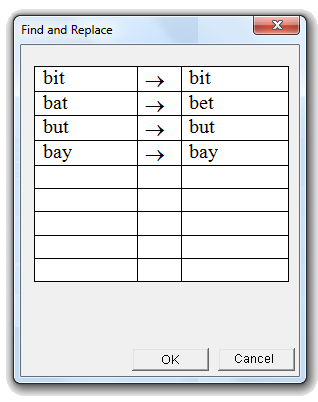 Find and Replace
bit → bit
bat → bet
but → but
bay → bay
OK Cancel